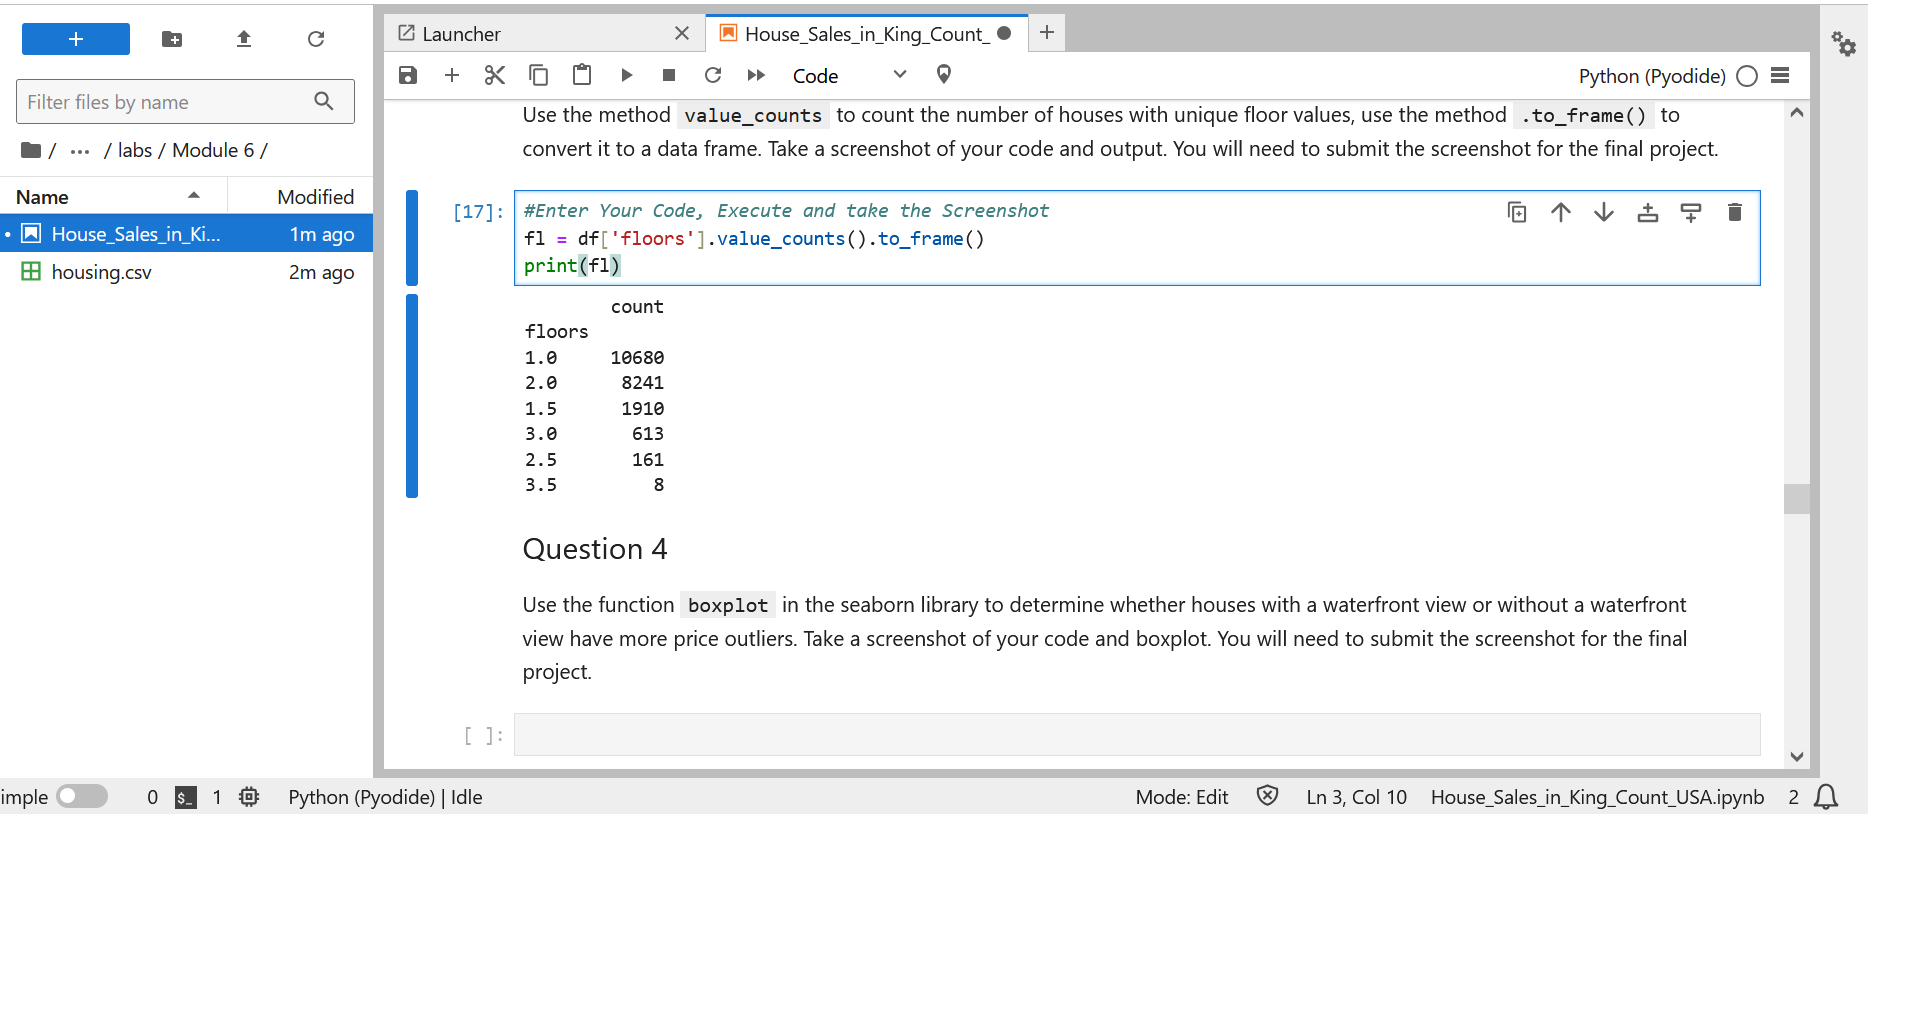 Launcher
House_Sales_in_King_Count_
Filter files by name
Code
Python (Pyodide)
/ ... / labs / Module 6 /
Name Modified
House_Sales_in_Ki... 1m ago
housing.csv 2m ago
Use the method value_counts to count the number of houses with unique floor values, use the method .to_frame() to
convert it to a data frame. Take a screenshot of your code and output. You will need to submit the screenshot for the final project.
[17]: #Enter Your Code, Execute and take the Screenshot
fl = df['floors'].value_counts().to_frame()
print(fl)
count
floors
1.0 10680
2.0 8241
1.5 1910
3.0 613
2.5 161
3.5 8
Question 4
Use the function boxplot in the seaborn library to determine whether houses with a waterfront view or without a waterfront
view have more price outliers. Take a screenshot of your code and boxplot. You will need to submit the screenshot for the final
project.
[ ]:
imple 0 $_ 1 Python (Pyodide) | Idle Mode: Edit Ln 3, Col 10 House_Sales_in_King_Count_USA.ipynb 2